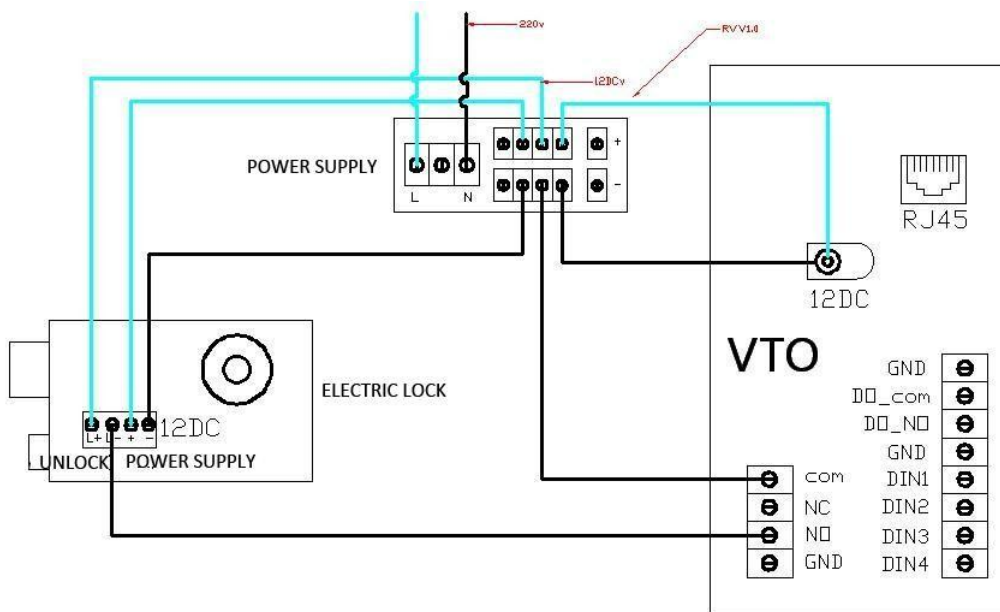 220v
RVV1.0
12DCv
POWER SUPPLY
L N
+
-
RJ45
12DC
VTO
ELECTRIC LOCK
L+ L- + -
12DC
UNLOCK POWER SUPPLY
GND
DO_com
DO_NO
GND
com DIN1
NC DIN2
NO DIN3
GND DIN4